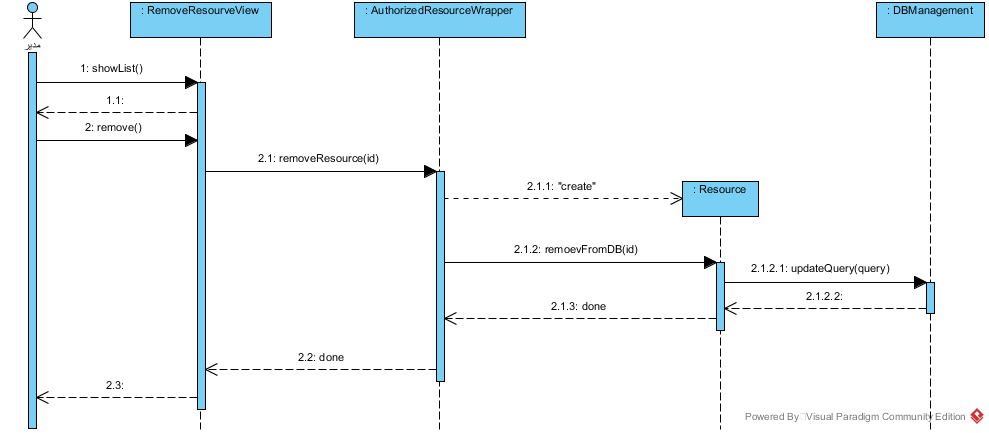 : RemoveResourveView
: AuthorizedResourceWrapper
: DBManagement
مدیر
1: showList()
1.1:
2: remove()
2.1: removeResource(id)
2.1.1: "create"
: Resource
2.1.2: remoevFromDB(id)
2.1.2.1: updateQuery(query)
2.1.2.2:
2.1.3: done
2.2: done
2.3:
Powered By Visual Paradigm Community Edition